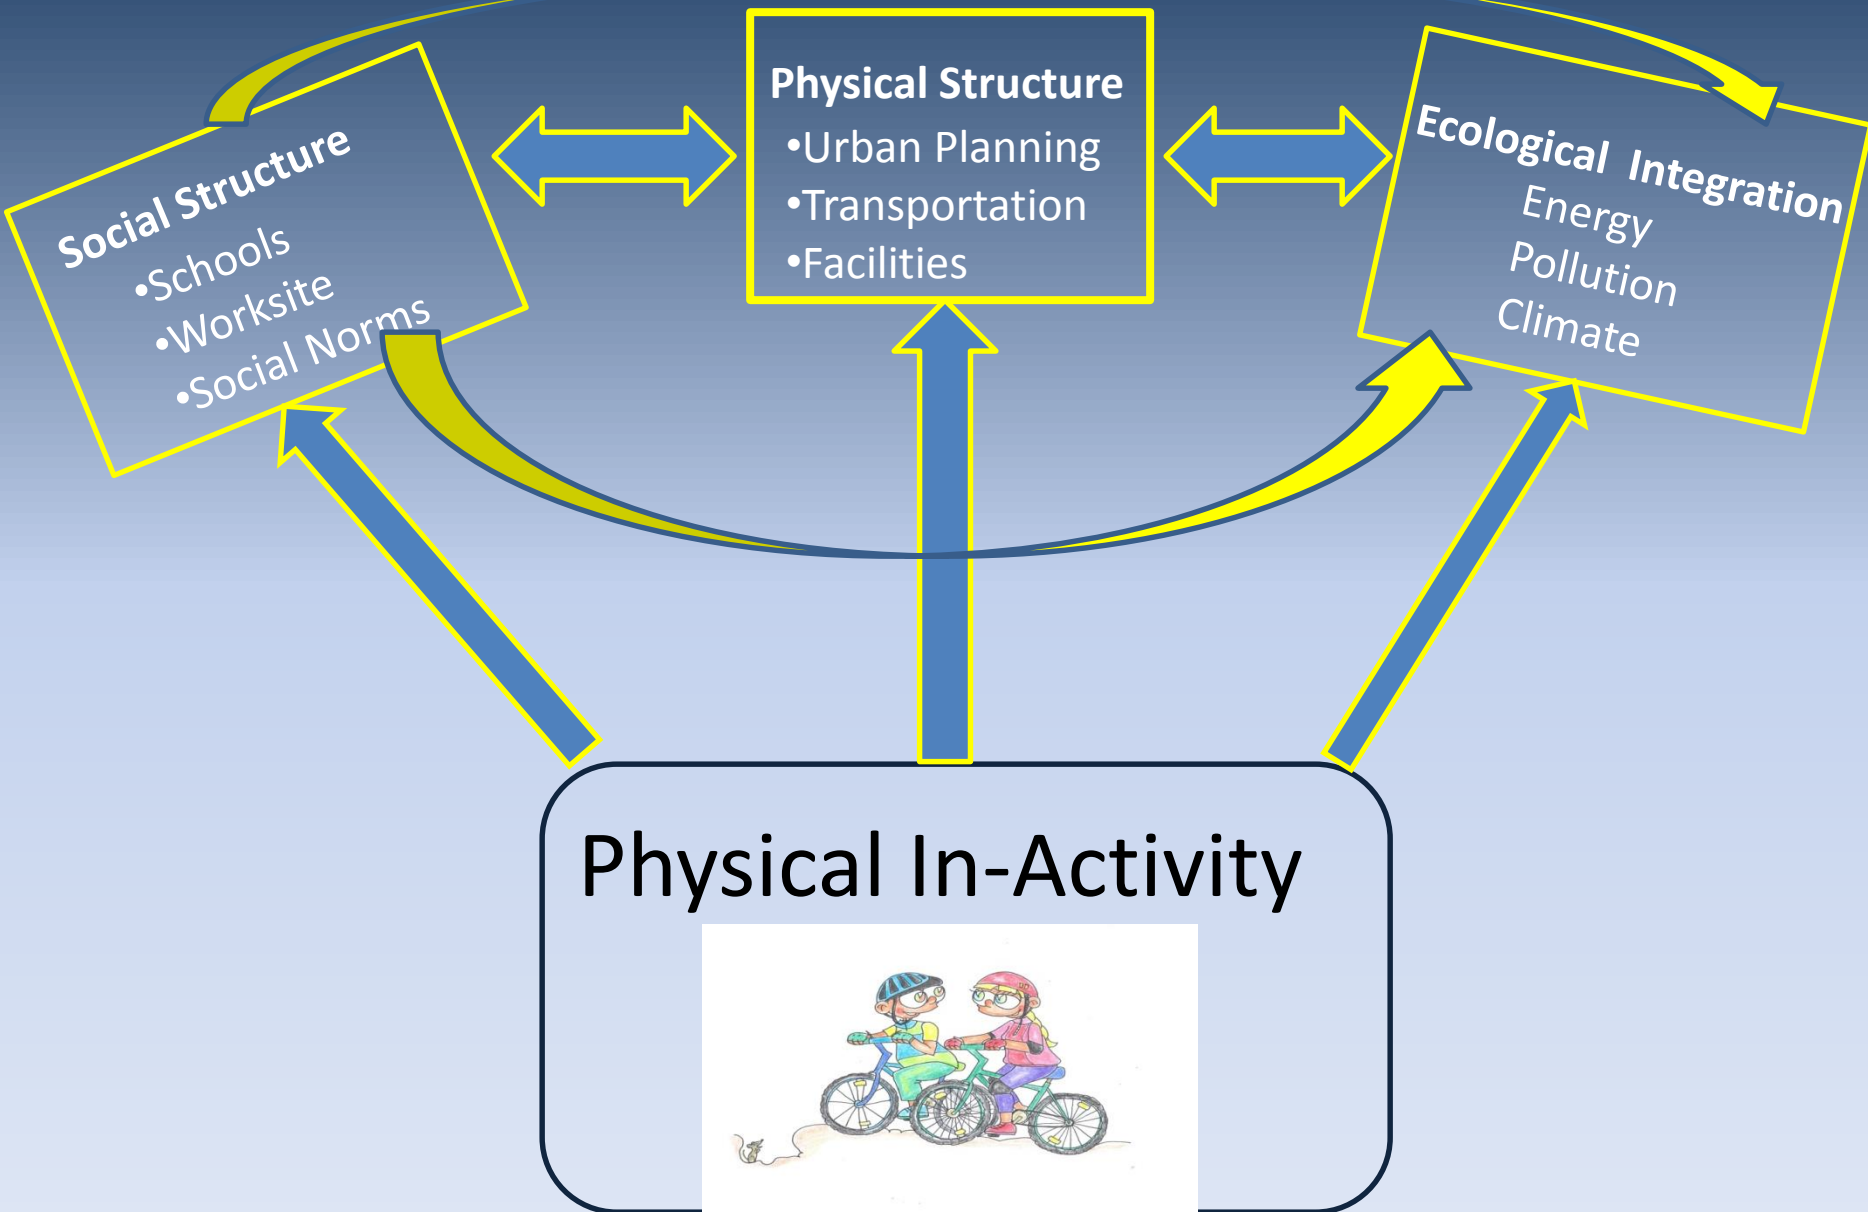 Social Structure
•Schools
•Worksite
•Social Norms
Physical Structure
•Urban Planning
•Transportation
•Facilities
Ecological Integration
Energy
Pollution
Climate
Physical In-Activity